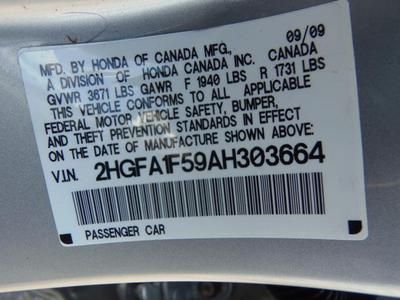 09/09
MFD. BY HONDA OF CANADA MFG., CANADA
A DIVISION OF HONDA CANADA INC.
GVWR 3671 LBS GAWR F 1940 LBS R 1731 LBS
THIS VEHICLE CONFORMS TO ALL APPLICABLE
FEDERAL MOTOR VEHICLE SAFETY, BUMPER,
AND THEFT PREVENTION STANDARDS IN EFFECT
ON THE DATE OF MANUFACTURE SHOWN ABOVE.
V.I.N. 2HGFA1F59AH303664
PASSENGER CAR